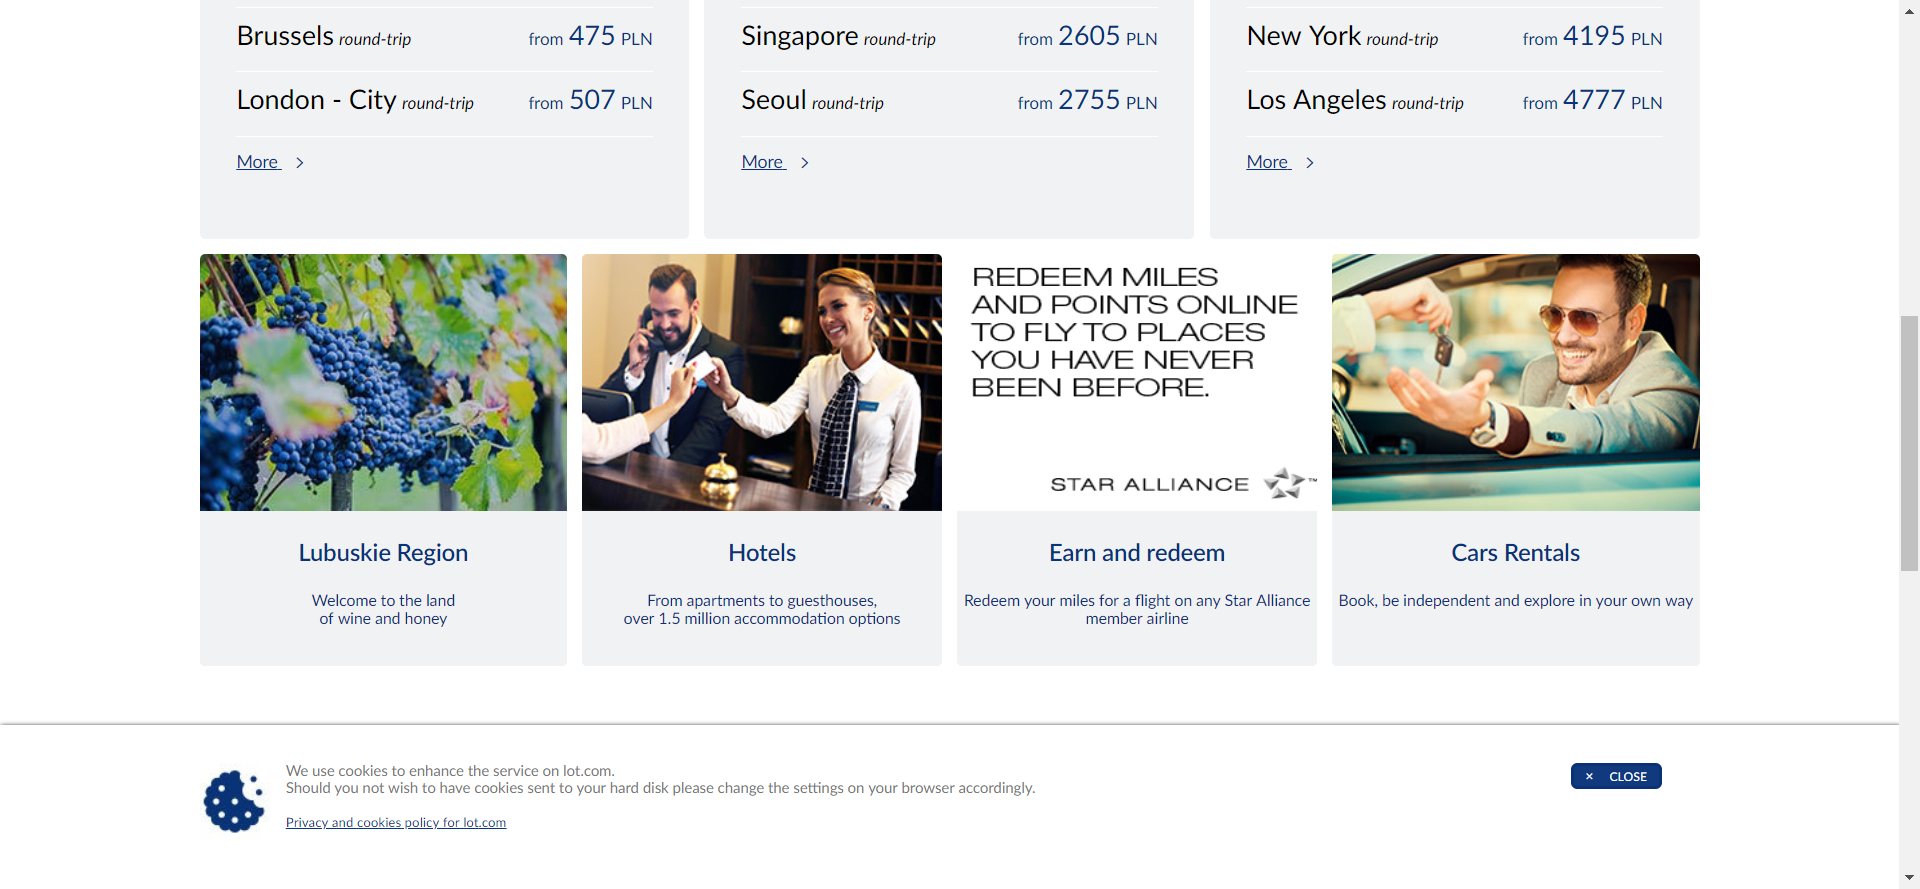 Brussels round-trip from 475 PLN
London - City round-trip from 507 PLN
More
Singapore round-trip from 2605 PLN
Seoul round-trip from 2755 PLN
More
New York round-trip from 4195 PLN
Los Angeles round-trip from 4777 PLN
More
Lubuskie Region
Welcome to the land
of wine and honey
Hotels
From apartments to guesthouses,
over 1.5 million accommodation options
REDEEM MILES
AND POINTS ONLINE
TO FLY TO PLACES
YOU HAVE NEVER
BEEN BEFORE.
STAR ALLIANCE ™
Earn and redeem
Redeem your miles for a flight on any Star Alliance
member airline
Cars Rentals
Book, be independent and explore in your own way
We use cookies to enhance the service on lot.com.
Should you not wish to have cookies sent to your hard disk please change the settings on your browser accordingly.
Privacy and cookies policy for lot.com
× CLOSE